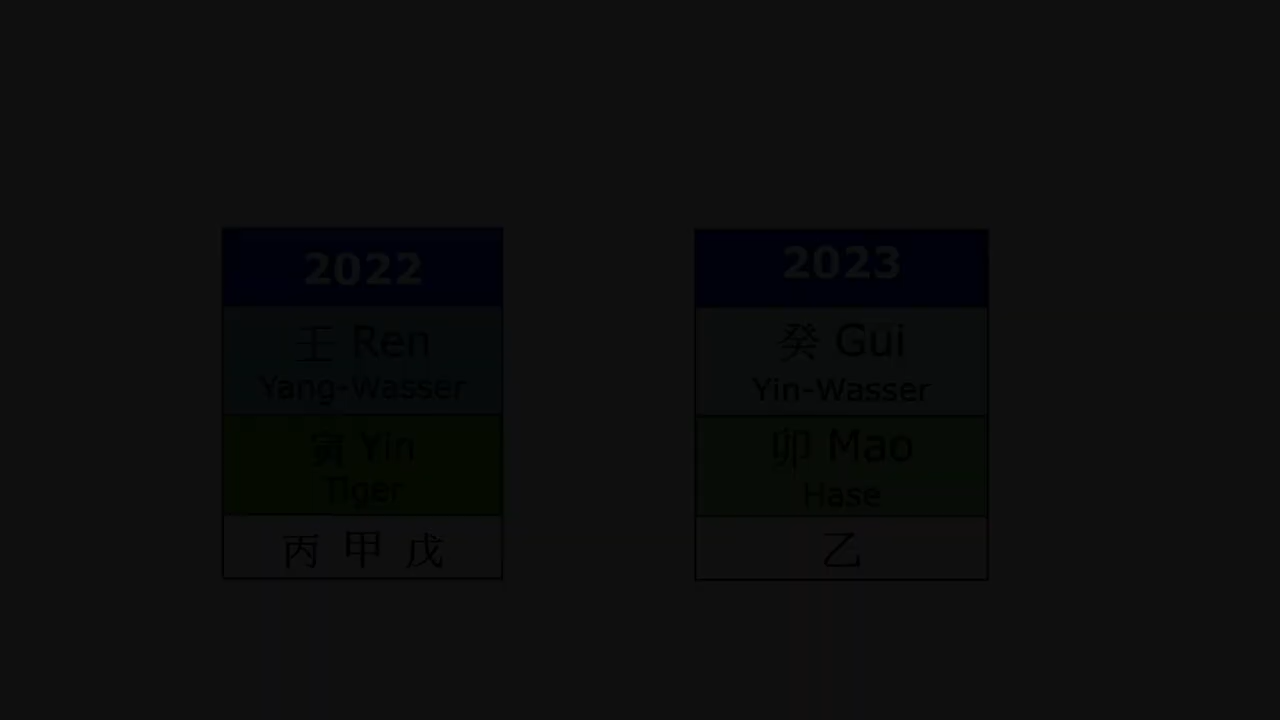 2022
壬 Ren
Yang-Wasser
寅 Yin
Tiger
丙 甲 戊
2023
癸 Gui
Yin-Wasser
卯 Mao
Hase
乙